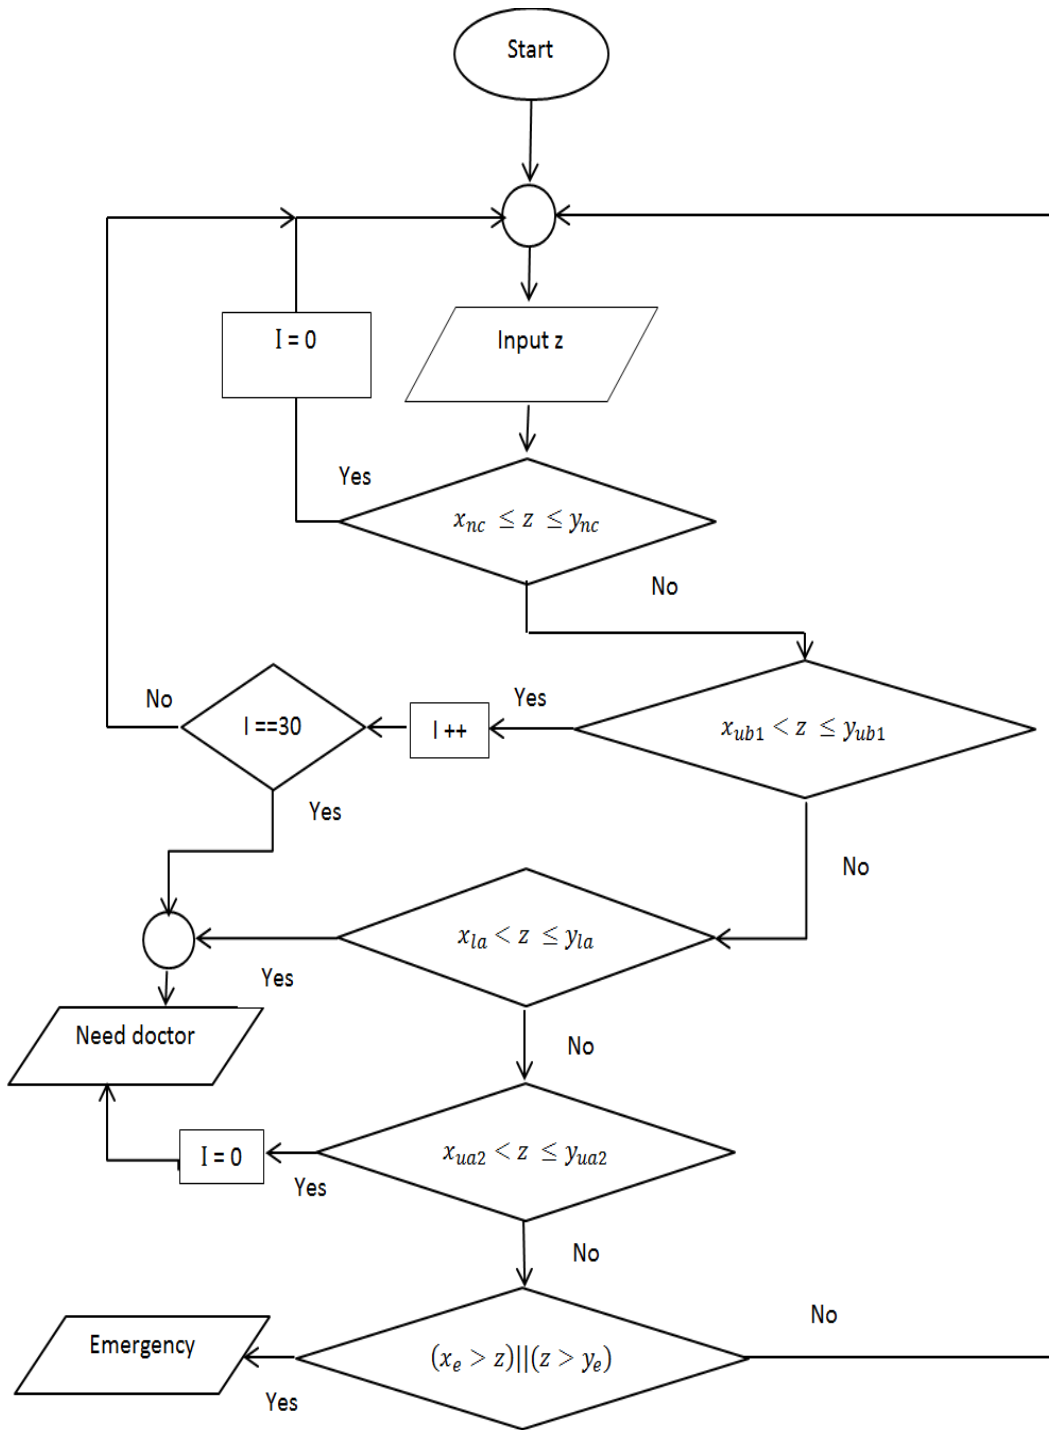 Start
I = 0
Input z
Yes
x_nc ≤ z ≤ y_nc
No
No
I ==30
I ++
Yes
x_ub1 < z ≤ y_ub1
Yes
No
x_la < z ≤ y_la
Yes
Need doctor
No
I = 0
x_ua2 < z ≤ y_ua2
Yes
No
Emergency
(x_e > z)||(z > y_e)
No
Yes